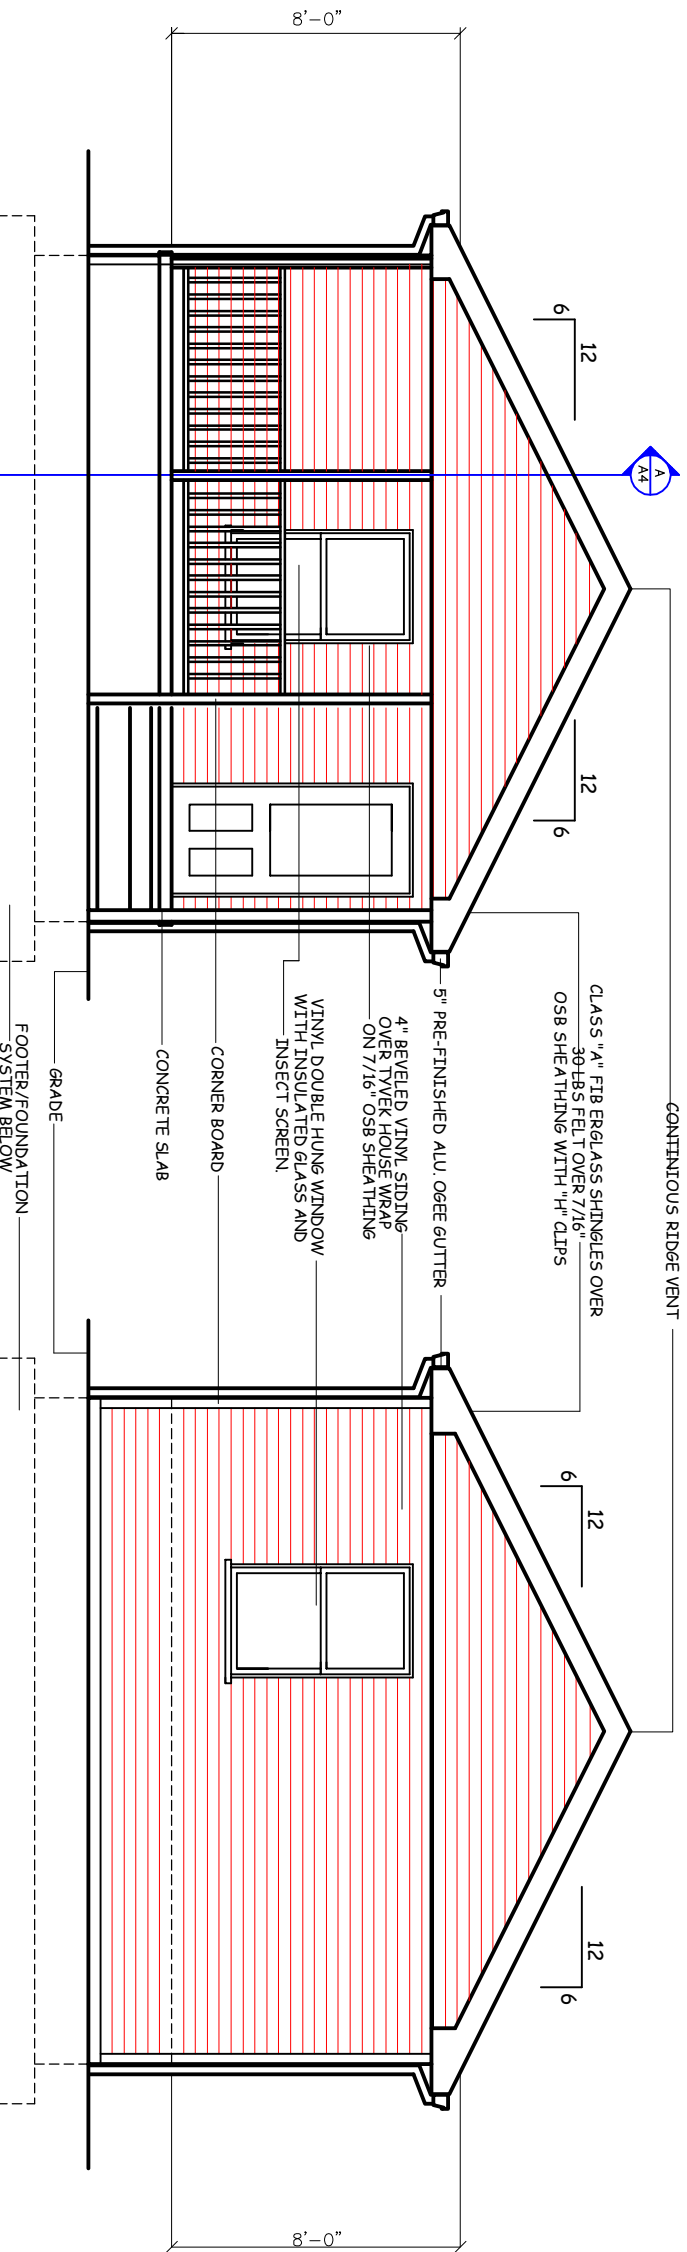 8'-0"
6
12
A
A4
12
6
CONTINIOUS RIDGE VENT
CLASS "A" FIB ERGLASS SHINGLES OVER
30 LBS FELT OVER 7/16"
OSB SHEATHING WITH "H" CLIPS
5" PRE-FINISHED ALU. OGEE GUTTER
4" BEVELED VINYL SIDING
OVER TYVEK HOUSE WRAP
ON 7/16" OSB SHEATHING
VINYL DOUBLE HUNG WINDOW
WITH INSULATED GLASS AND
INSECT SCREEN.
CORNER BOARD
CONCRETE SLAB
GRADE
FOOTER/FOUNDATION
SYSTEM BELOW
6
12
12
6
8'-0"